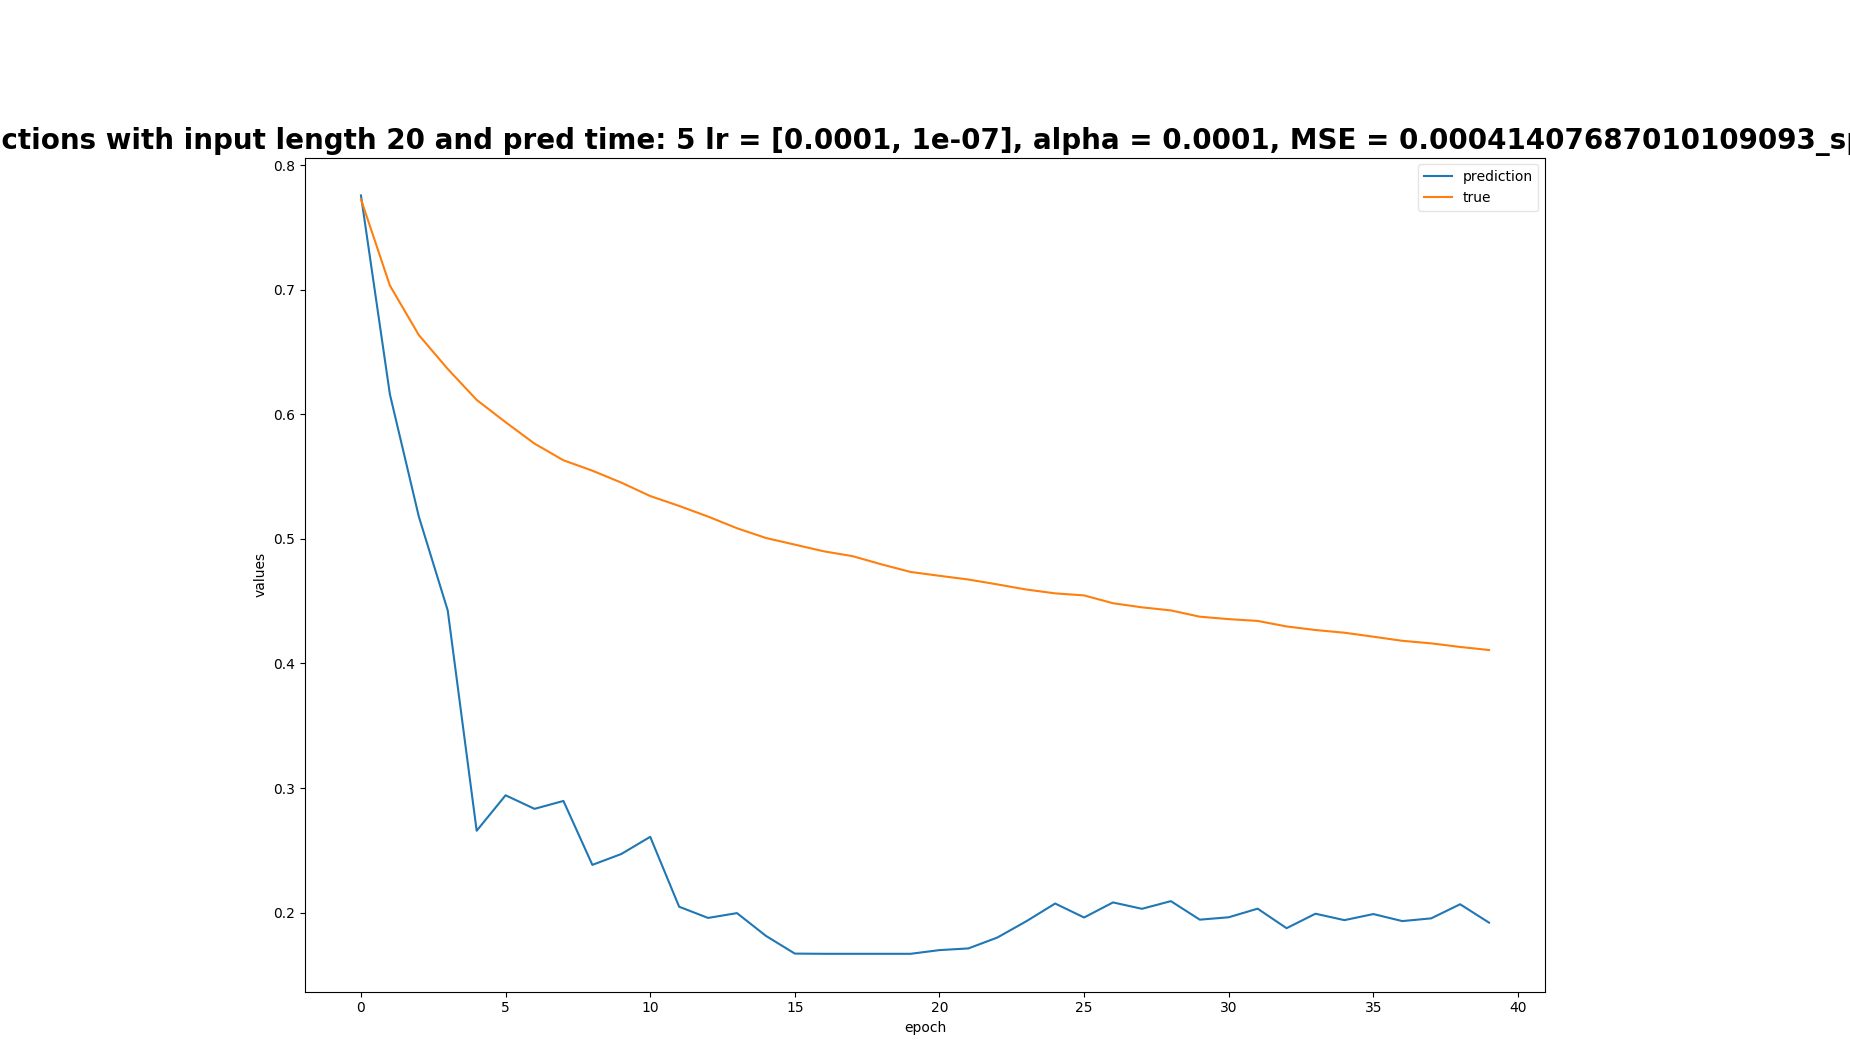 ctions with input length 20 and pred time: 5 lr = [0.0001, 1e-07], alpha = 0.0001, MSE = 0.00041407687010109093_sp
prediction
true
0.8
0.7
0.6
0.5
0.4
0.3
0.2
values
0 5 10 15 20 25 30 35 40
epoch